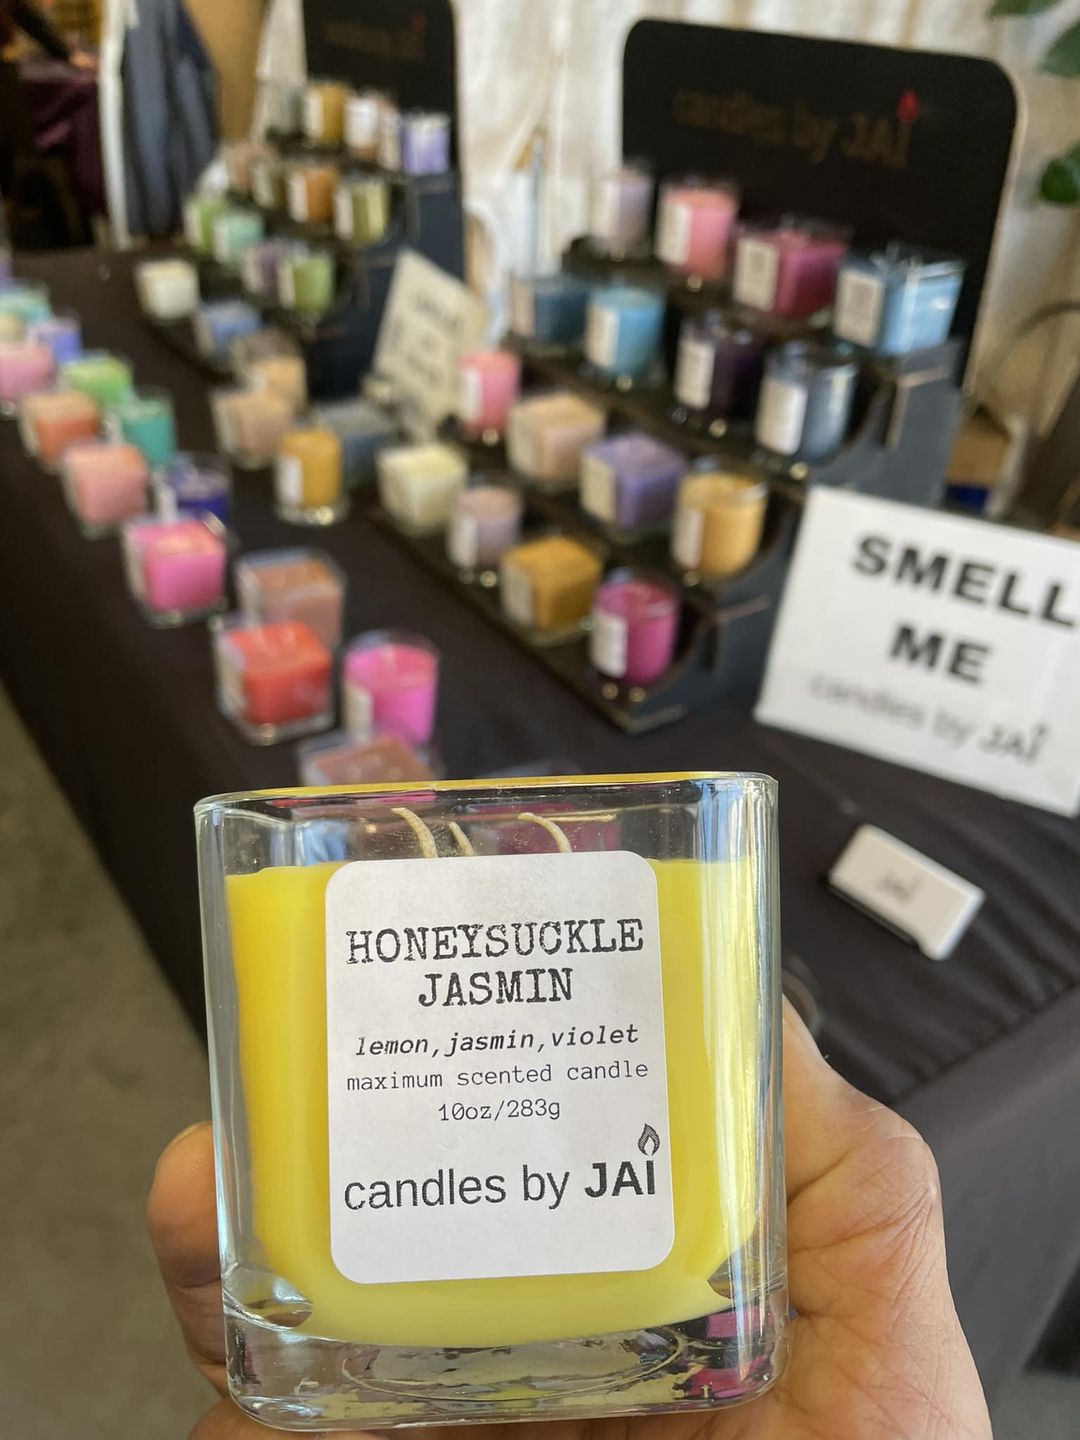 candles by JAI
SMELL
ME
candles by JAI
HONEYSUCKLE
JASMIN
lemon,jasmin,violet
maximum scented candle
10oz/283g
candles by JAI